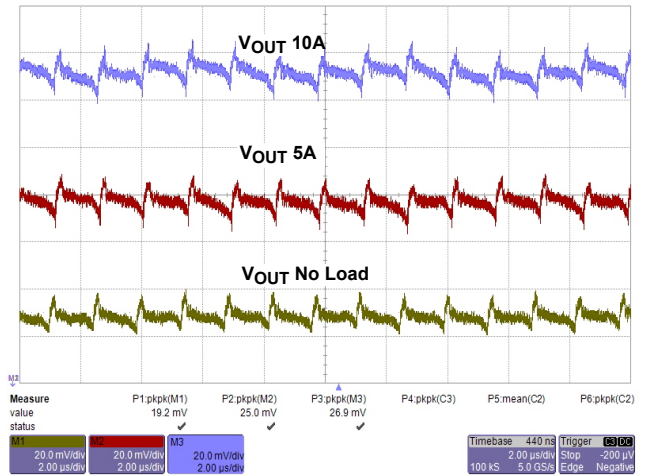 VOUT 10A
VOUT 5A
VOUT No Load
M3
Measure P1:pkpk(M1) P2:pkpk(M2) P3:pkpk(M3) P4:pkpk(C3) P5:mean(C2) P6:pkpk(C2)
value 19.2 mV 25.0 mV 26.9 mV
status ✔ ✔ ✔
M1
20.0 mV/div
2.00 µs/div
M2
20.0 mV/div
2.00 µs/div
M3
20.0 mV/div
2.00 µs/div
Timebase 440 ns
2.00 µs/div
100 kS 5.0 GS/s
Trigger C3 DC
Stop -200 µV
Edge Negative